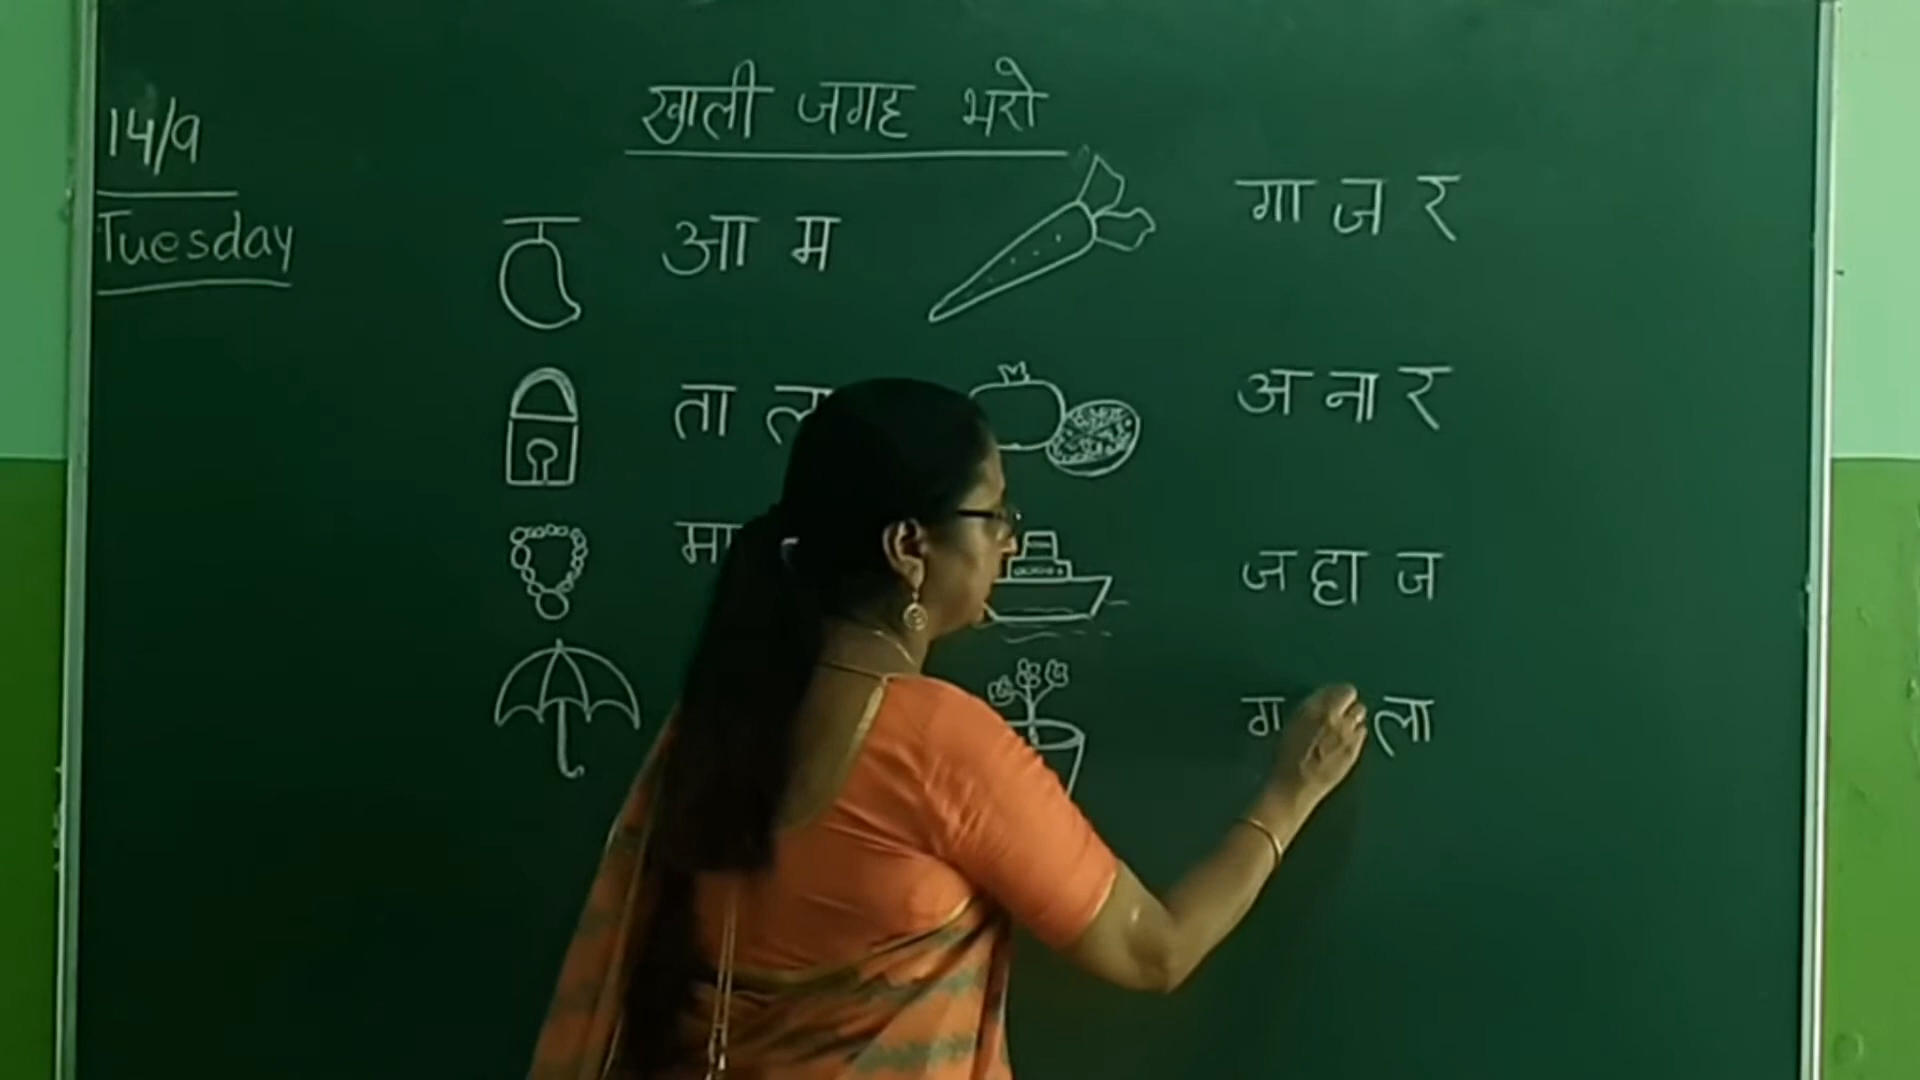 14/9
Tuesday
खाली जगह भरो
आ म
गा ज र
ता ल
अ ना र
मा
ज हा ज
ग ला